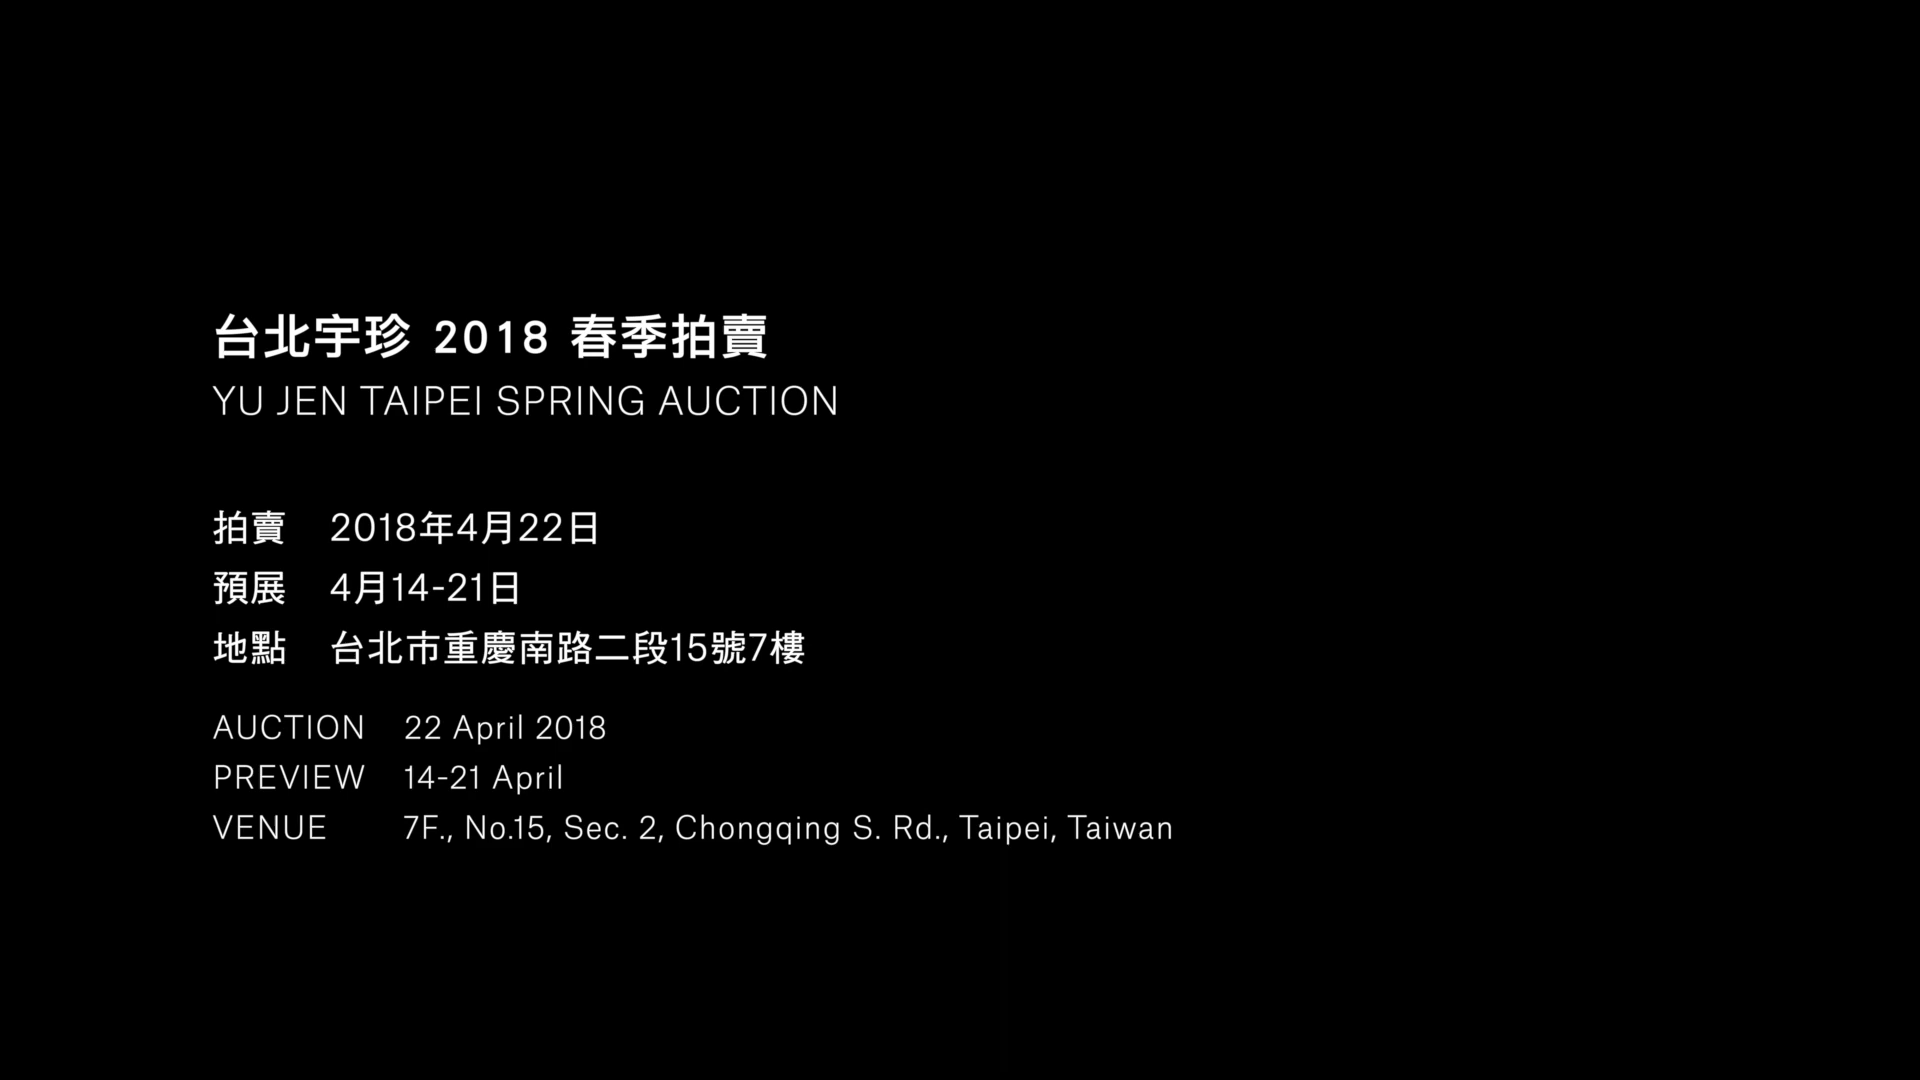 台北宇珍 2018 春季拍賣
YU JEN TAIPEI SPRING AUCTION
拍賣 2018年4月22日
預展 4月14-21日
地點 台北市重慶南路二段15號7樓
AUCTION 22 April 2018
PREVIEW 14-21 April
VENUE 7F., No.15, Sec. 2, Chongqing S. Rd., Taipei, Taiwan